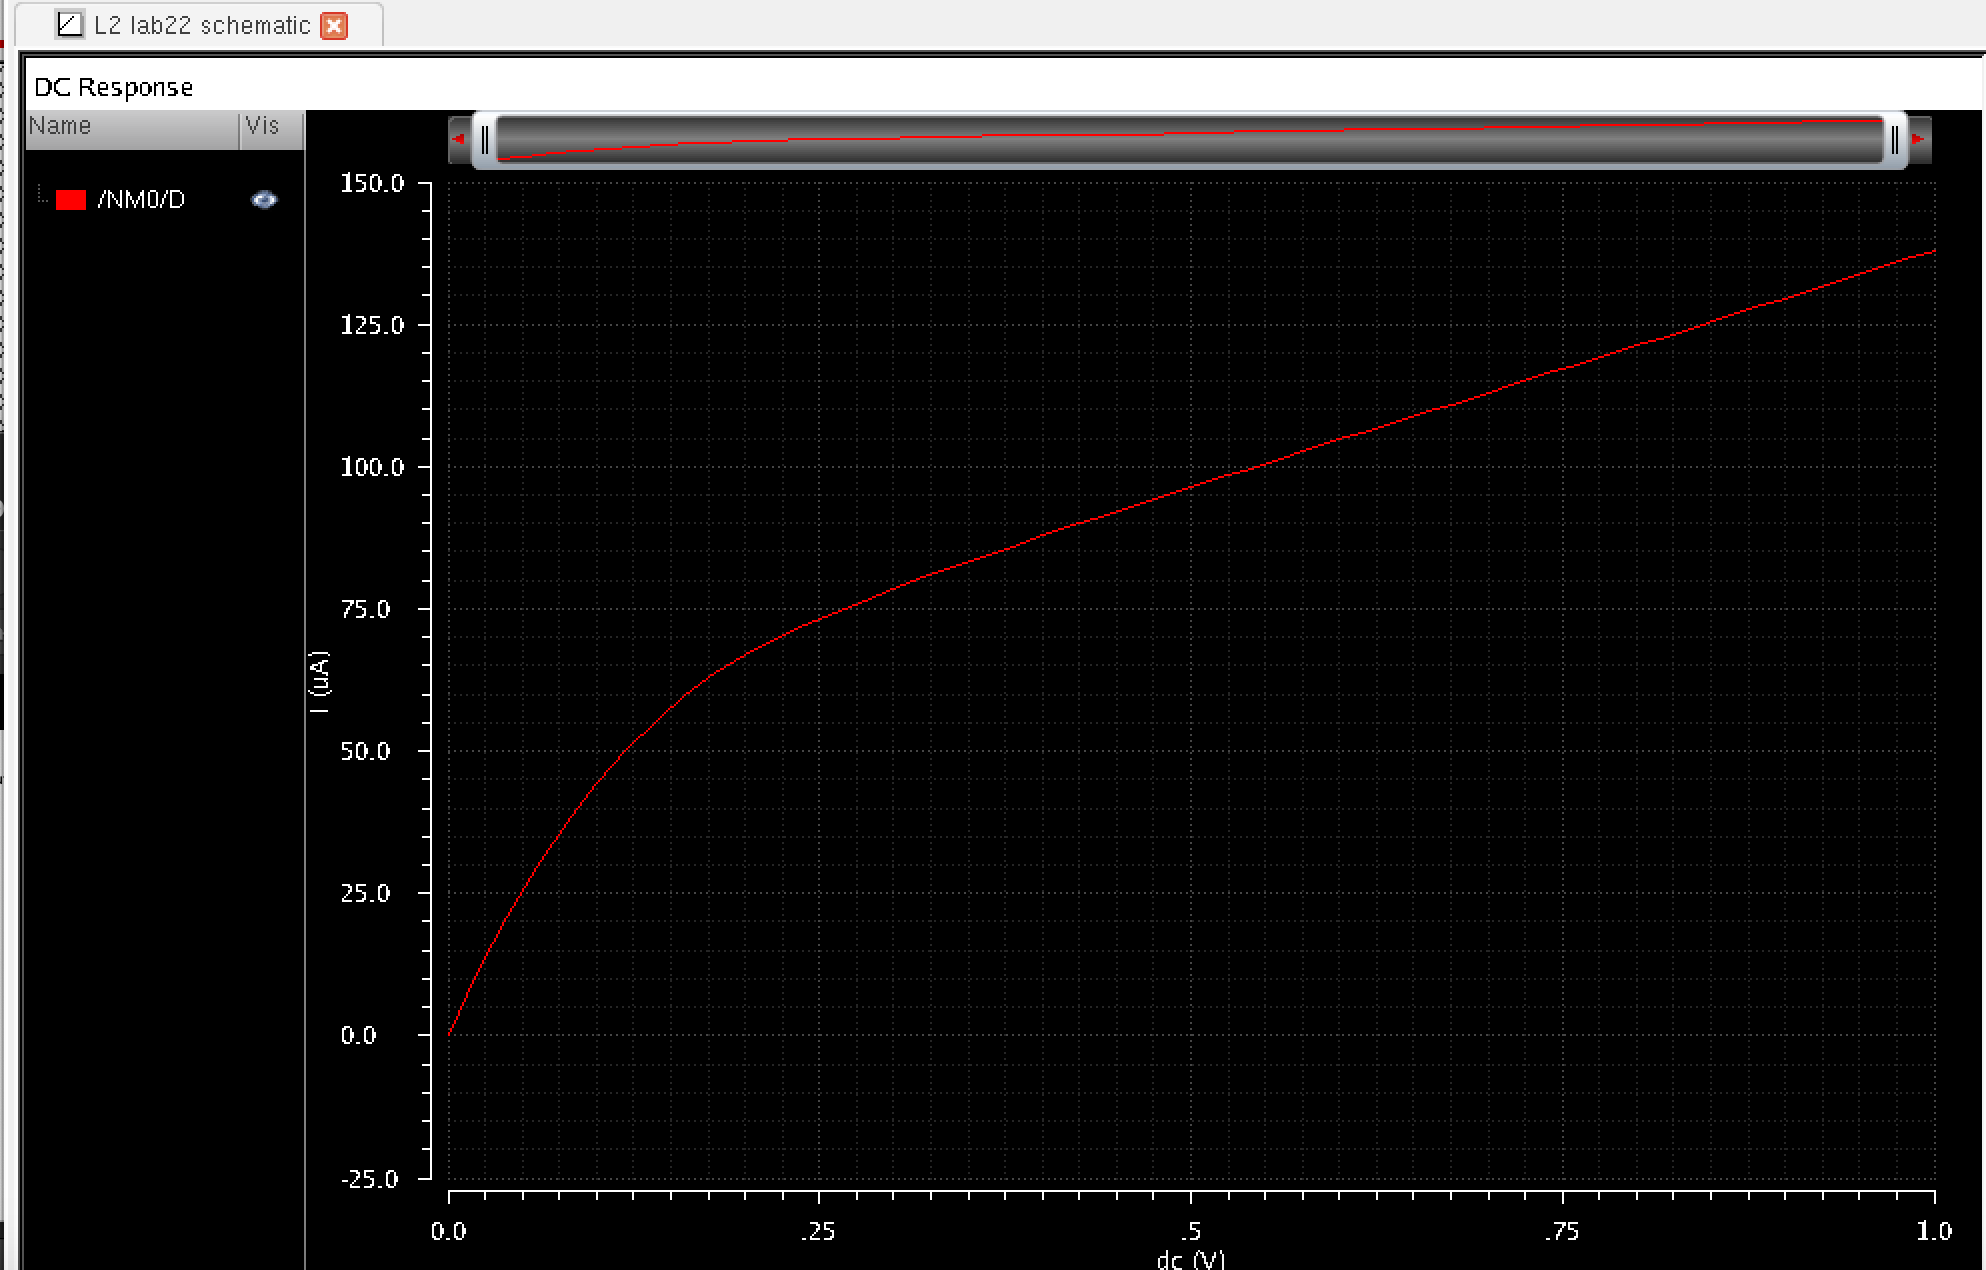 L2 lab22 schematic
DC Response
Name Vis
/NM0/D
150.0
125.0
100.0
75.0
50.0
25.0
0.0
-25.0
I (uA)
0.0 .25 .5 .75 1.0
dc (V)